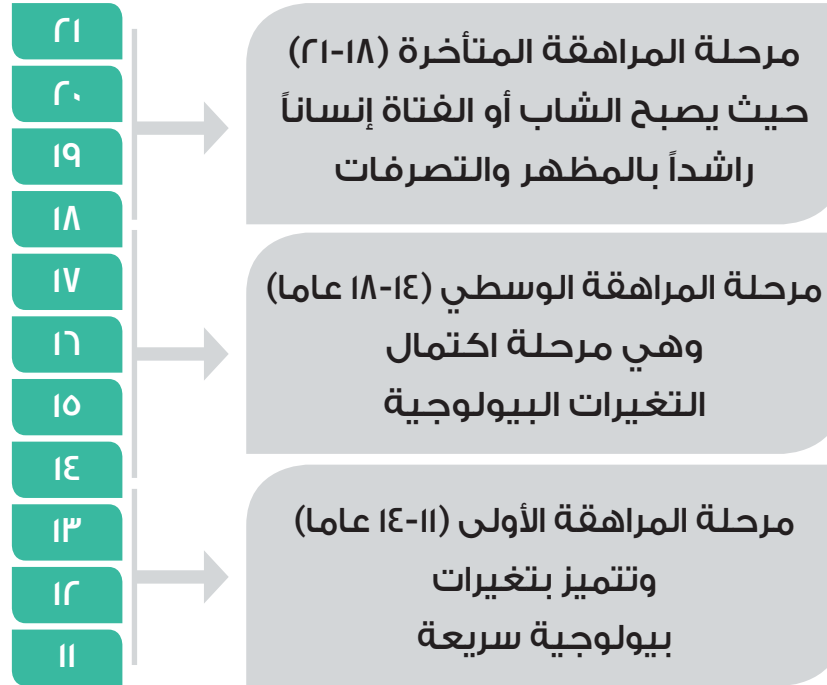 ٢١
٢٠
١٩
١٨
١٧
١٦
١٥
١٤
١٣
١٢
١١
مرحلة المراهقة المتأخرة (١٨-٢١)
حيث يصبح الشاب أو الفتاة إنساناً
راشداً بالمظهر والتصرفات
مرحلة المراهقة الوسطي (١٤-١٨ عاما)
وهي مرحلة اكتمال
التغيرات البيولوجية
مرحلة المراهقة الأولى (١١-١٤ عاما)
وتتميز بتغيرات
بيولوجية سريعة